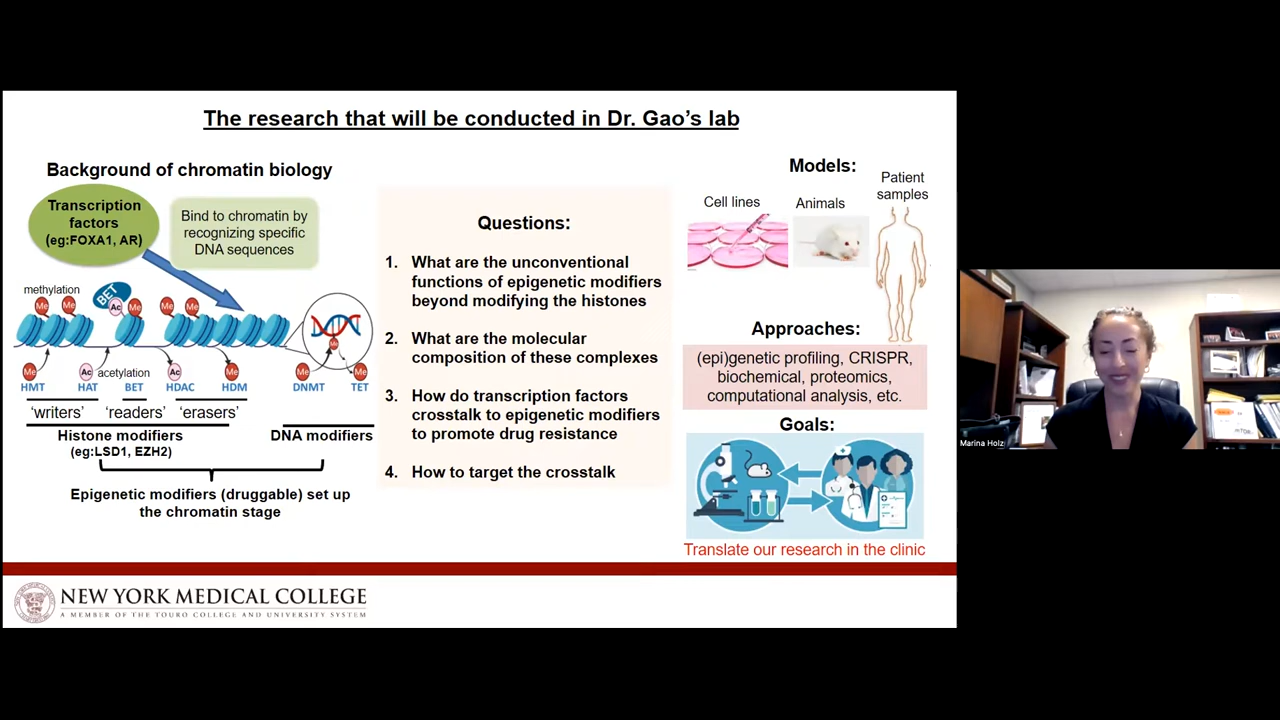 The research that will be conducted in Dr. Gao's lab
Background of chromatin biology
Transcription
factors
(eg:FOXA1, AR)
Bind to chromatin by
recognizing specific
DNA sequences
methylation
BET
Me
Me
Ac
Me
Me
Me
Me
Me
Ac
acetylation
Ac
Me
Me
Me
HMT
HAT
BET
HDAC
HDM
DNMT
TET
'writers'
'readers'
'erasers'
Histone modifiers
(eg:LSD1, EZH2)
DNA modifiers
Epigenetic modifiers (druggable) set up
the chromatin stage
Questions:
1. What are the unconventional
functions of epigenetic modifiers
beyond modifying the histones
2. What are the molecular
composition of these complexes
3. How do transcription factors
crosstalk to epigenetic modifiers
to promote drug resistance
4. How to target the crosstalk
Models:
Cell lines
Animals
Patient
samples
Approaches:
(epi)genetic profiling, CRISPR,
biochemical, proteomics,
computational analysis, etc.
Goals:
Translate our research in the clinic
NEW YORK MEDICAL COLLEGE
A MEMBER OF THE TOURO COLLEGE AND UNIVERSITY SYSTEM
Marina Holz